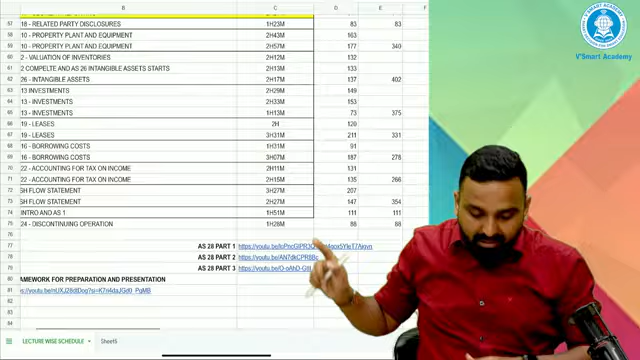 B C D E F
57 18 - RELATED PARTY DISCLOSURES 1H23M 83 83
58 10 - PROPERTY PLANT AND EQUIPMENT 2H43M 163
59 10 - PROPERTY PLANT AND EQUIPMENT 2H57M 177 340
60 2 - VALUATION OF INVENTORIES 2H12M 132
61 2 COMPELTE AND AS 26 INTANGIBLE ASSETS STARTS 2H13M 133
62 26 - INTANGIBLE ASSETS 2H17M 137 402
63 13 INVESTMENTS 2H29M 149
64 13 - INVESTMENTS 2H33M 153
65 13 - INVESTMENTS 1H13M 73 375
66 19 - LEASES 2H 120
67 19 - LEASES 3H31M 211 331
68 16 - BORROWING COSTS 1H31M 91
69 16 - BORROWING COSTS 3H07M 187 278
70 22 - ACCOUNTING FOR TAX ON INCOME 2H11M 131
71 22 - ACCOUNTING FOR TAX ON INCOME 2H15M 135 266
72 SH FLOW STATEMENT 3H27M 207
73 SH FLOW STATEMENT 2H27M 147 354
74 INTRO AND AS 1 1H51M 111 111
75 24 - DISCONTINUING OPERATION 1H28M 88 88
77 AS 28 PART 1
78 AS 28 PART 2
79 AS 28 PART 3
80 AMEWORK FOR PREPARATION AND PRESENTATION
81
82
84
LECTURE WISE SCHEDULE Sheet6
V'Smart Academy